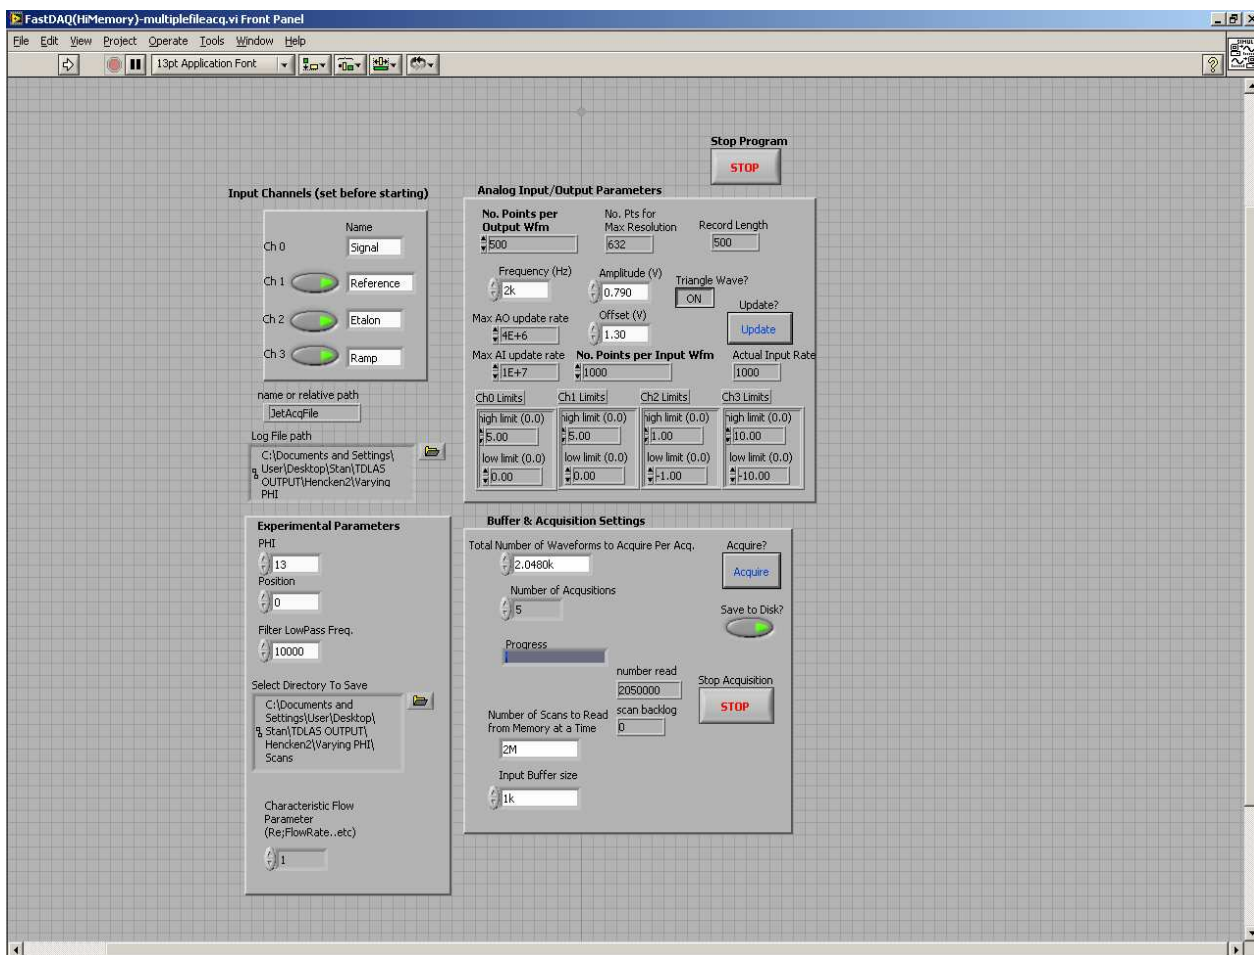 FastDAQ(HiMemory)-multiplefileacq.vi Front Panel
File Edit View Project Operate Tools Window Help
13pt Application Font
?
Stop Program
STOP
Input Channels (set before starting)
Name
Ch 0 Signal
Ch 1 Reference
Ch 2 Etalon
Ch 3 Ramp
name or relative path
JetAcqFile
Log File path
C:\Documents and Settings\
User\Desktop\Stan\TDLAS
OUTPUT\Hencken2\Varying
PHI
Analog Input/Output Parameters
No. Points per
Output Wfm
500
No. Pts for
Max Resolution
632
Record Length
500
Frequency (Hz)
2k
Amplitude (V)
0.790
Triangle Wave?
ON
Max AO update rate
4E+6
Offset (V)
1.30
Update?
Update
Max AI update rate
1E+7
No. Points per Input Wfm
1000
Actual Input Rate
1000
Ch0 Limits
high limit (0.0)
5.00
low limit (0.0)
0.00
Ch1 Limits
high limit (0.0)
5.00
low limit (0.0)
0.00
Ch2 Limits
high limit (0.0)
1.00
low limit (0.0)
-1.00
Ch3 Limits
high limit (0.0)
10.00
low limit (0.0)
-10.00
Experimental Parameters
PHI
13
Position
0
Filter LowPass Freq.
10000
Select Directory To Save
C:\Documents and
Settings\User\Desktop\
Stan\TDLAS OUTPUT\
Hencken2\Varying PHI\
Scans
Characteristic Flow
Parameter
(Re;FlowRate..etc)
1
Buffer & Acquisition Settings
Total Number of Waveforms to Acquire Per Acq.
2.0480k
Acquire?
Acquire
Number of Acqusitions
5
Save to Disk?
Progress
number read
2050000
Stop Acquisition
STOP
scan backlog
0
Number of Scans to Read
from Memory at a Time
2M
Input Buffer size
1k